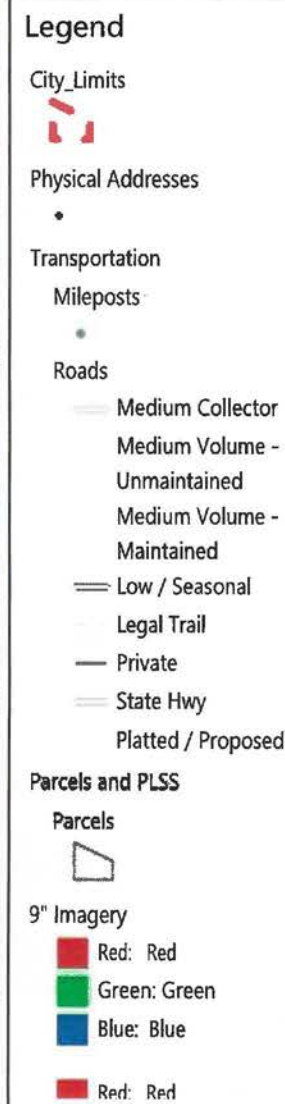 Legend
City_Limits
Physical Addresses
Transportation
Mileposts
Roads
Medium Collector
Medium Volume -
Unmaintained
Medium Volume -
Maintained
Low / Seasonal
Legal Trail
Private
State Hwy
Platted / Proposed
Parcels and PLSS
Parcels
9" Imagery
Red: Red
Green: Green
Blue: Blue
Red: Red